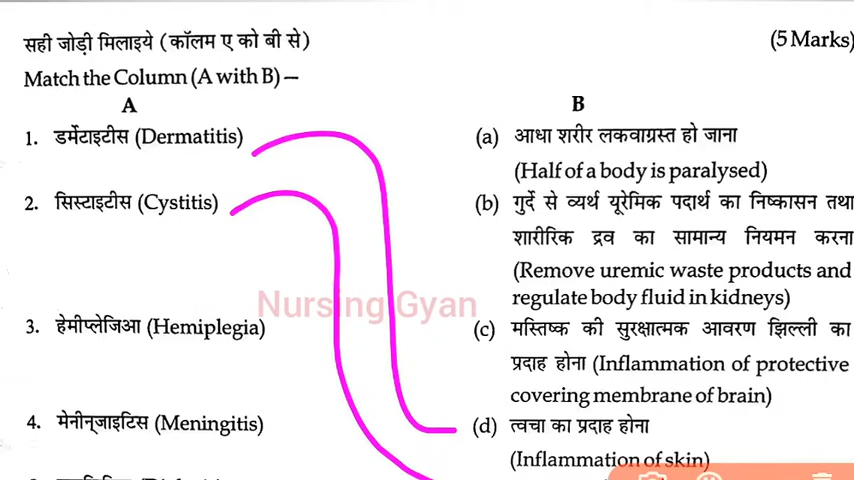 सही जोड़ी मिलाइये (कॉलम ए को बी से) (5 Marks)
Match the Column (A with B) –
A B
1. डर्मेटाइटीस (Dermatitis) (a) आधा शरीर लकवाग्रस्त हो जाना
(Half of a body is paralysed)
2. सिस्टाइटीस (Cystitis) (b) गुर्दे से व्यर्थ यूरेमिक पदार्थ का निष्कासन तथा
शारीरिक द्रव का सामान्य नियमन करना
(Remove uremic waste products and
regulate body fluid in kidneys)
Nursing Gyan
3. हेमीप्लेजिआ (Hemiplegia) (c) मस्तिष्क की सुरक्षात्मक आवरण झिल्ली का
प्रदाह होना (Inflammation of protective
covering membrane of brain)
4. मेनीन्जाइटिस (Meningitis) (d) त्वचा का प्रदाह होना
(Inflammation of skin)